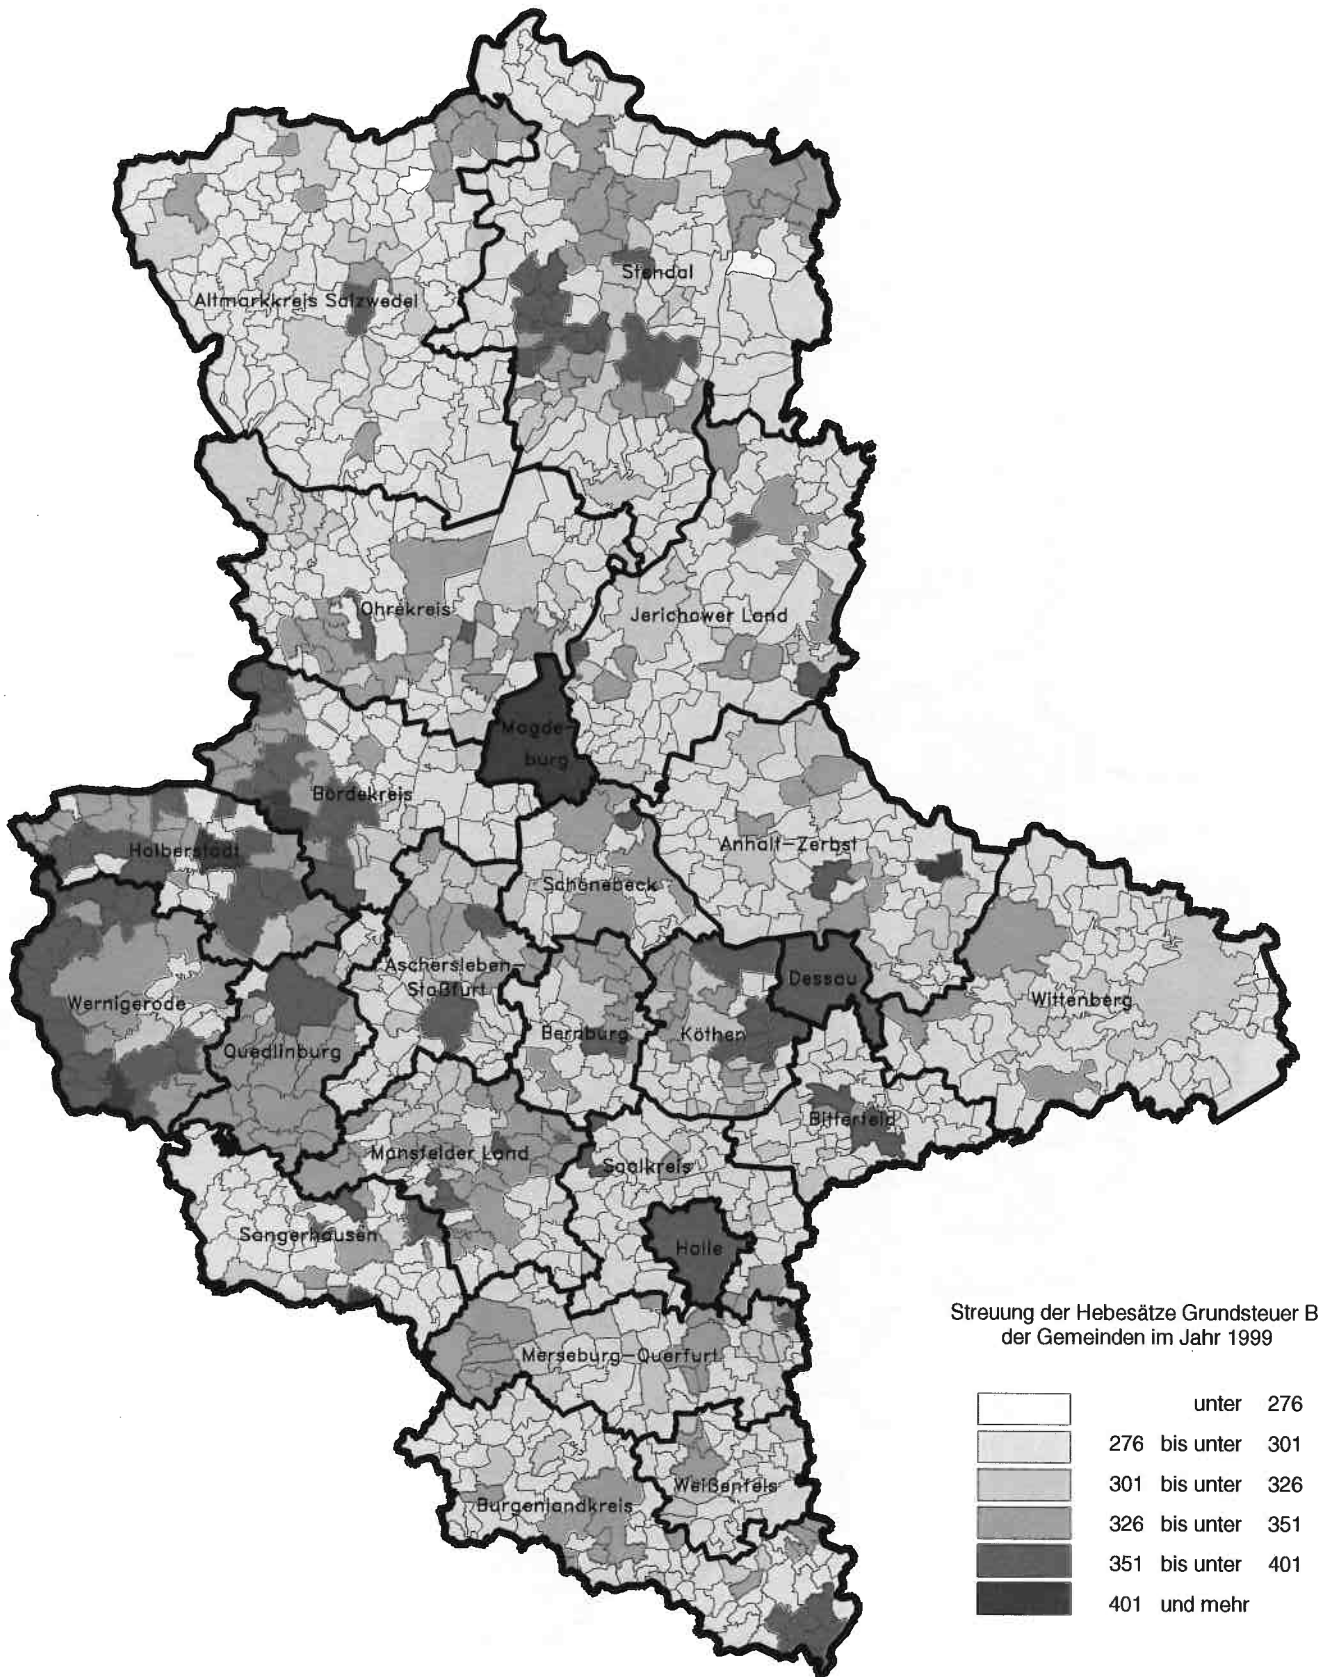 Stendal
Altmarkkreis Salzwedel
Ohrekreis
Jerichower Land
Magde-
burg
Bördekreis
Halberstadt
Anhalt-Zerbst
Schönebeck
Aschersleben-
Staßfurt
Dessau
Wernigerode
Wittenberg
Quedlinburg
Bernburg
Köthen
Bitterfeld
Mansfelder Land
Saalkreis
Sangerhausen
Halle
Merseburg-Querfurt
Weißenfels
Burgenlandkreis
Streuung der Hebesätze Grundsteuer B
der Gemeinden im Jahr 1999
unter 276
276 bis unter 301
301 bis unter 326
326 bis unter 351
351 bis unter 401
401 und mehr